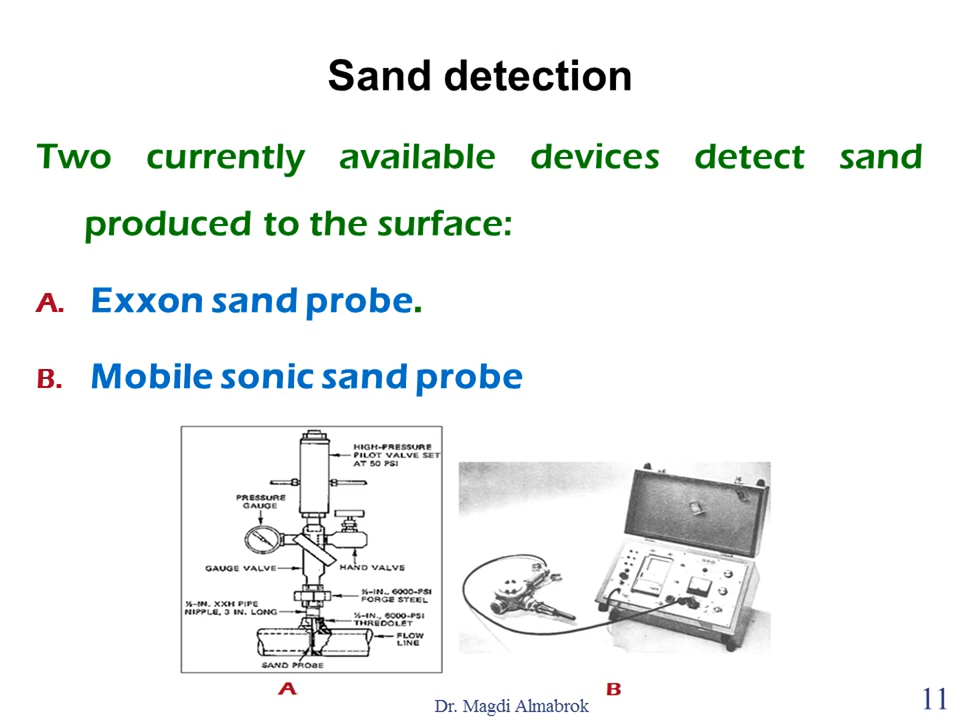 Sand detection
Two currently available devices detect sand
produced to the surface:
A. Exxon sand probe.
B. Mobile sonic sand probe
HIGH-PRESSURE
PILOT VALVE SET
AT 50 PSI
PRESSURE
GAUGE
GAUGE VALVE
HAND VALVE
½-IN., 6000-PSI
FORGE STEEL
½-IN. XXH PIPE
NIPPLE, 3 IN. LONG
½-IN., 6000-PSI
THREDOLET
FLOW
LINE
SAND PROBE
A
B
Dr. Magdi Almabrok
11